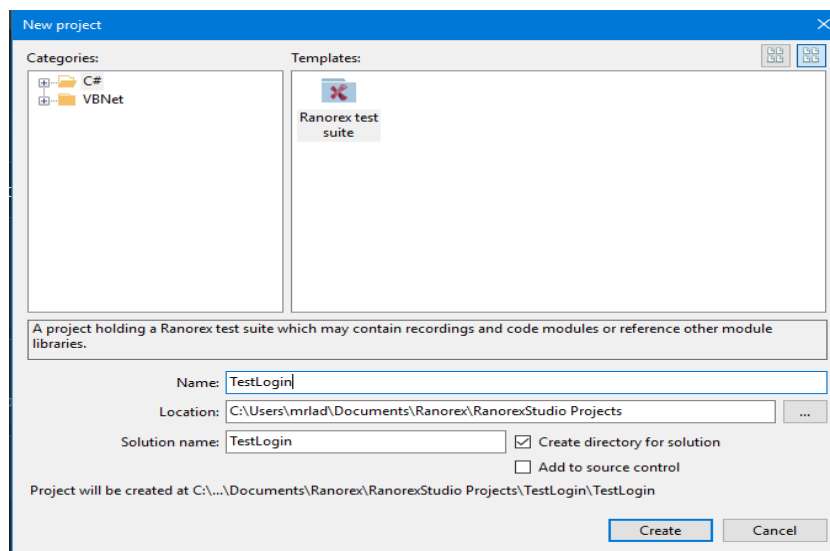 New project
Categories:
Templates:
C#
VBNet
Ranorex test
suite
A project holding a Ranorex test suite which may contain recordings and code modules or reference other module
libraries.
Name: TestLogin
Location: C:\Users\mrlad\Documents\Ranorex\RanorexStudio Projects
...
Solution name: TestLogin
Create directory for solution
Add to source control
Project will be created at C:\...\Documents\Ranorex\RanorexStudio Projects\TestLogin\TestLogin
Create
Cancel